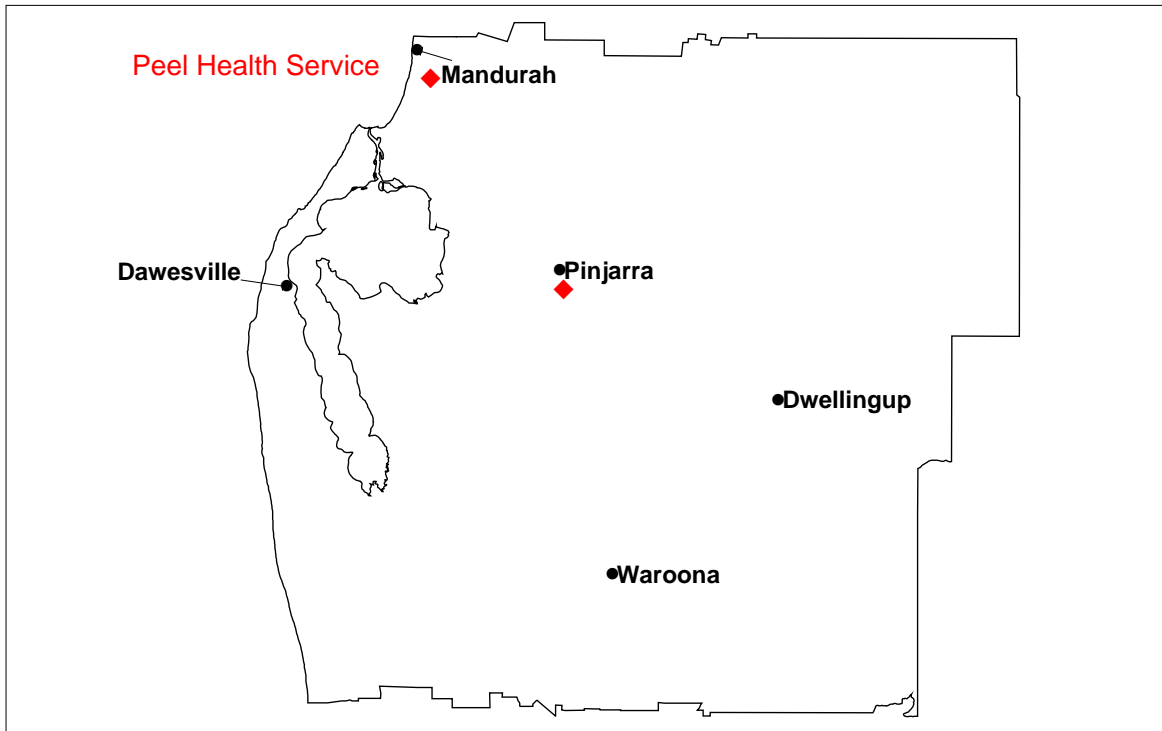 Peel Health Service
Mandurah
Dawesville
Pinjarra
Dwellingup
Waroona